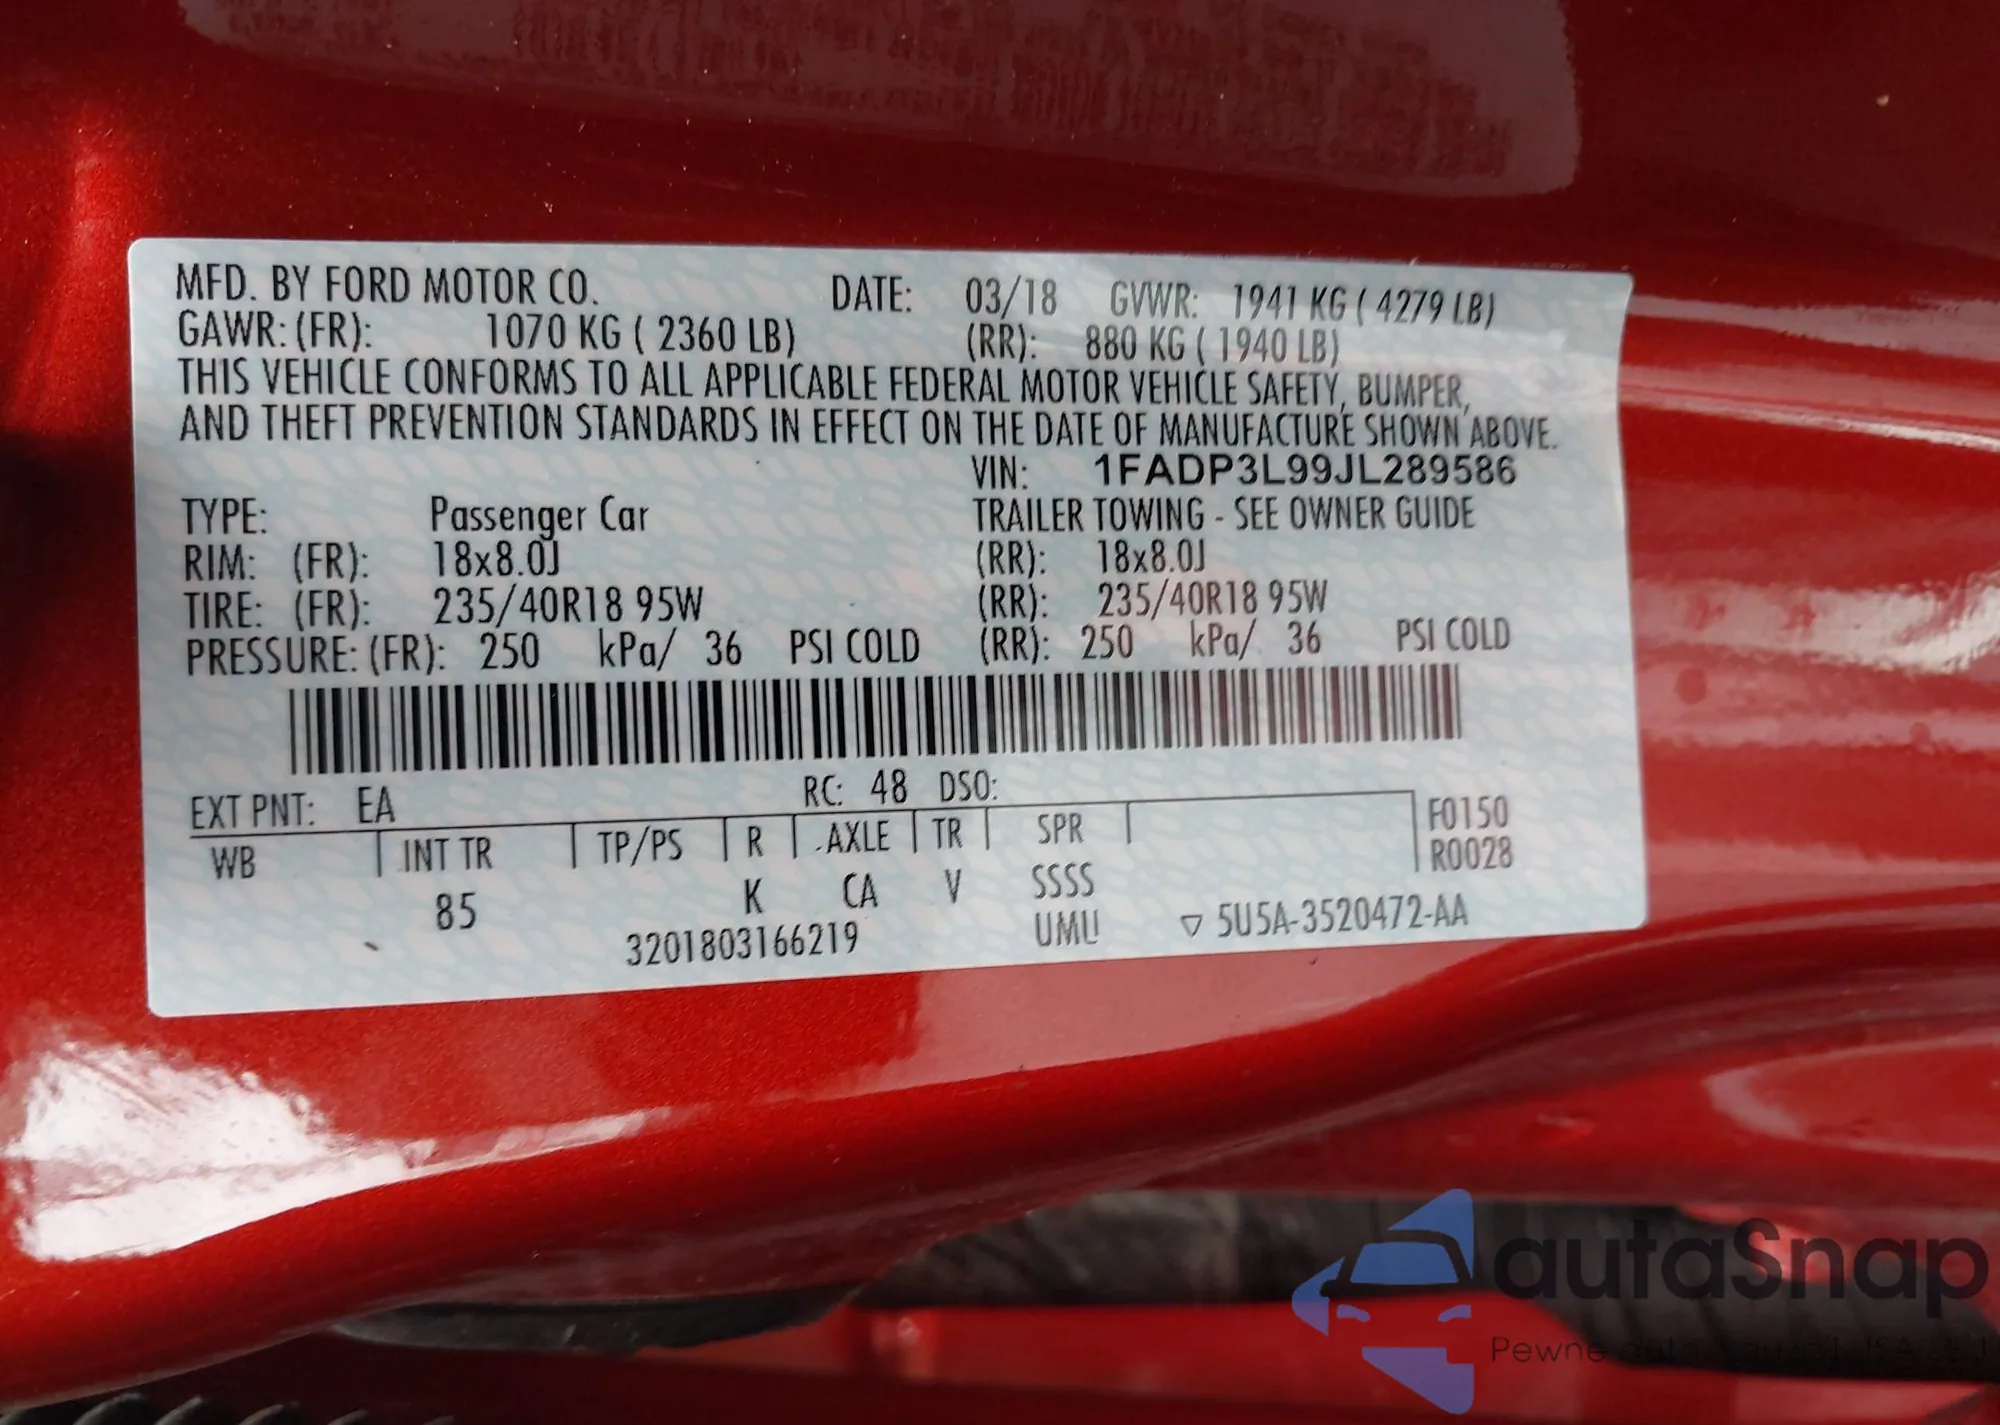 MFD. BY FORD MOTOR CO. DATE: 03/18 GVWR: 1941 KG ( 4279 LB)
GAWR: (FR): 1070 KG ( 2360 LB) (RR): 880 KG ( 1940 LB)
THIS VEHICLE CONFORMS TO ALL APPLICABLE FEDERAL MOTOR VEHICLE SAFETY, BUMPER,
AND THEFT PREVENTION STANDARDS IN EFFECT ON THE DATE OF MANUFACTURE SHOWN ABOVE.
VIN: 1FADP3L99JL289586
TYPE: Passenger Car TRAILER TOWING - SEE OWNER GUIDE
RIM: (FR): 18x8.0J (RR): 18x8.0J
TIRE: (FR): 235/40R18 95W (RR): 235/40R18 95W
PRESSURE: (FR): 250 kPa/ 36 PSI COLD (RR): 250 kPa/ 36 PSI COLD
EXT PNT: EA RC: 48 DSO:
WB INT TR TP/PS R AXLE TR SPR F0150
R0028
85 K CA V SSSS
3201803166219 UMU ▽ 5U5A-3520472-AA
autaSnap
Pewne auta